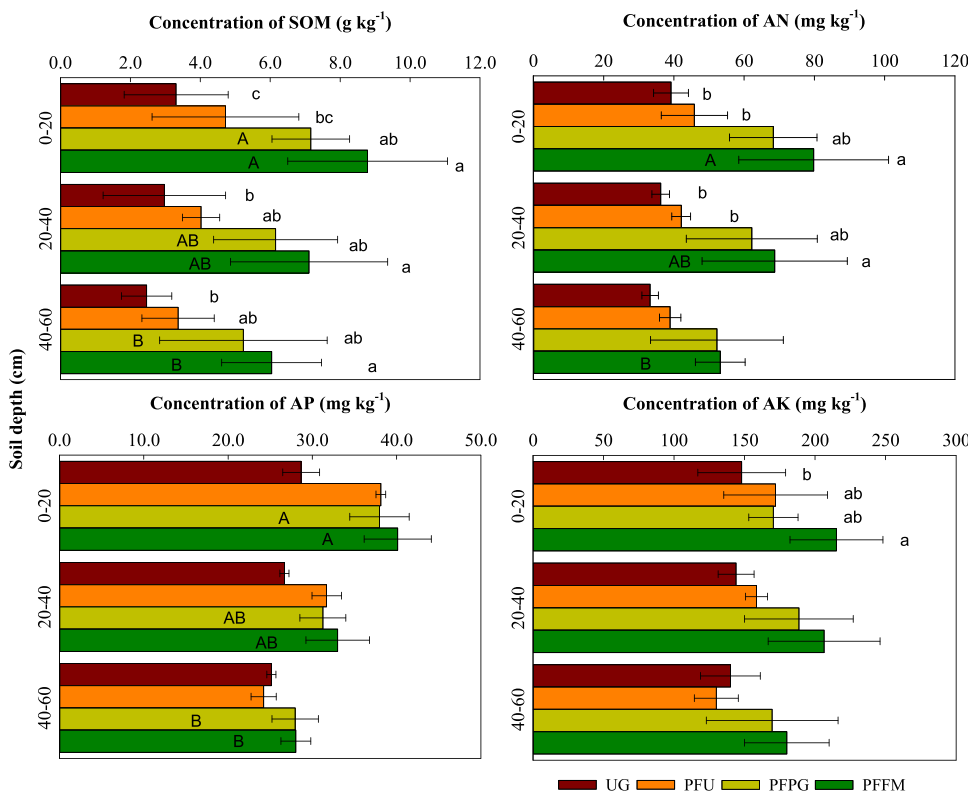 Concentration of SOM (g kg⁻¹)
0.0 2.0 4.0 6.0 8.0 10.0 12.0
0-20
c
bc
A ab
A a
20-40
b
ab
AB ab
AB a
40-60
b
ab
B ab
B a
Concentration of AN (mg kg⁻¹)
0 20 40 60 80 100 120
0-20
b
b
ab
A a
20-40
b
b
ab
AB a
40-60
B
Soil depth (cm)
Concentration of AP (mg kg⁻¹)
0.0 10.0 20.0 30.0 40.0 50.0
0-20
A
A
20-40
AB
AB
40-60
B
B
Concentration of AK (mg kg⁻¹)
0 50 100 150 200 250 300
0-20
b
ab
ab
a
20-40
40-60
UG PFU PFPG PFFM